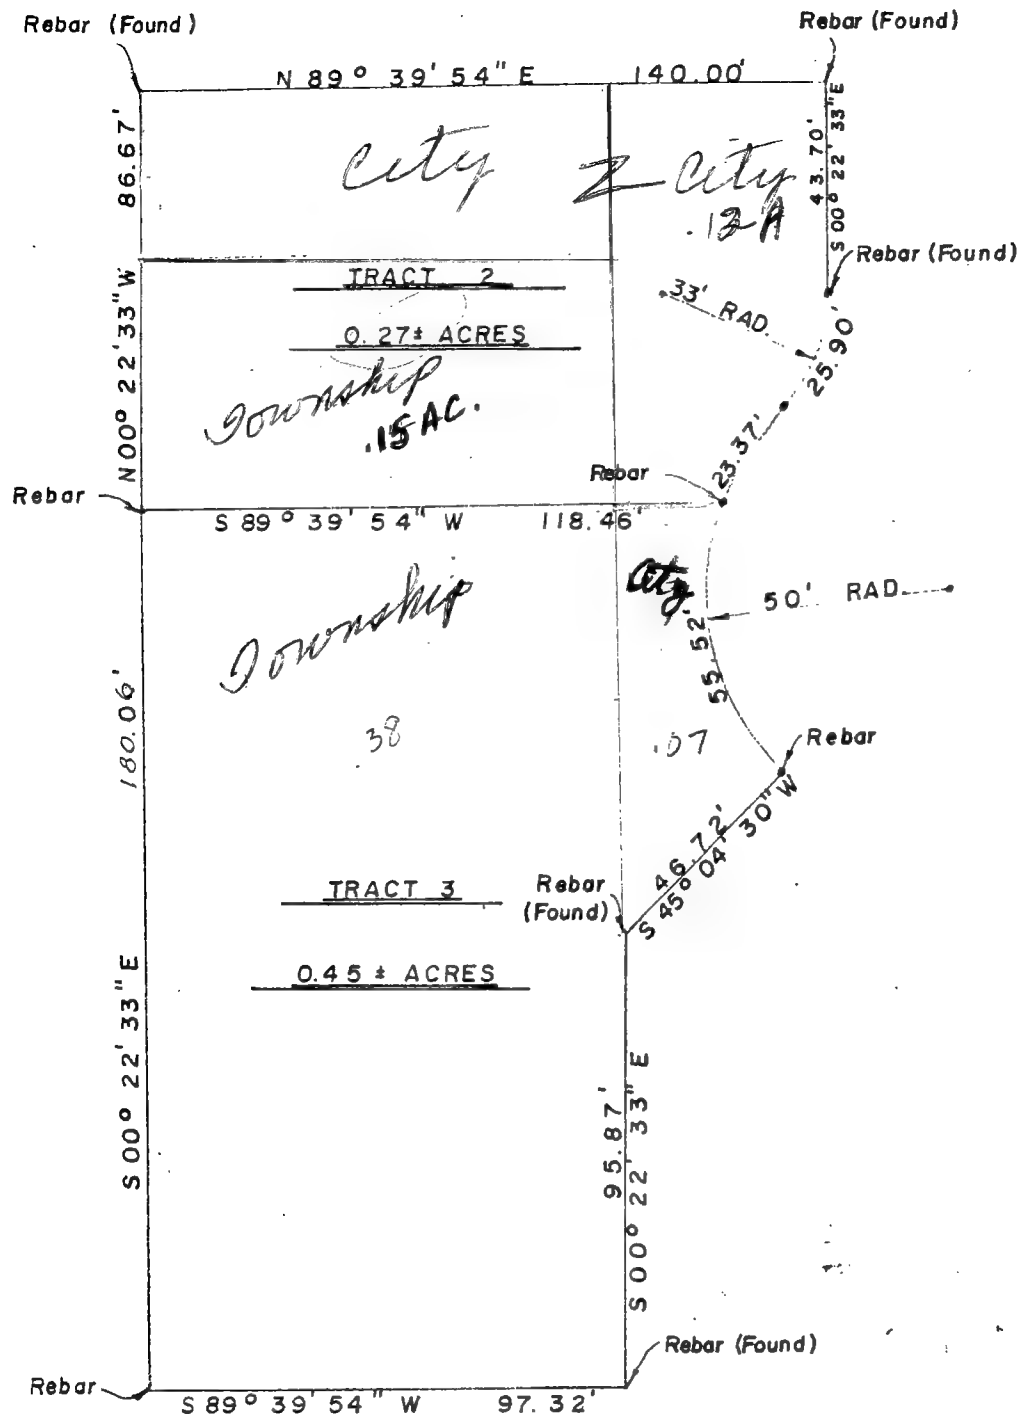 Rebar (Found)
Rebar (Found)
N 89° 39' 54" E 140.00'
86.67'
N 00° 22' 33" W
City
Z City
.12 A
43.70'
S 00° 22' 33" E
Rebar (Found)
TRACT 2
0.27± ACRES
33' RAD.
25.90'
Township
.15 AC.
23.37'
Rebar
Rebar
S 89° 39' 54" W 118.46'
Township
City
50' RAD.
55.52'
180.06'
.38
.07
Rebar
46.72'
S 45° 04' 30" W
TRACT 3
Rebar
(Found)
0.45 ± ACRES
S 00° 22' 33" E
95.87'
S 00° 22' 33" E
Rebar (Found)
Rebar
S 89° 39' 54" W 97.32'